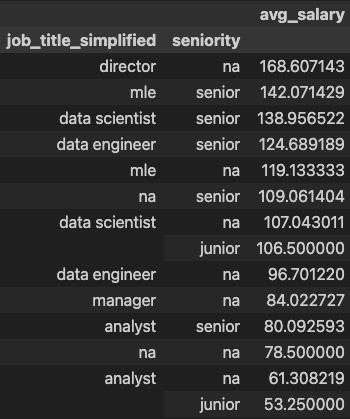 avg_salary
job_title_simplified seniority
director na 168.607143
mle senior 142.071429
data scientist senior 138.956522
data engineer senior 124.689189
mle na 119.133333
na senior 109.061404
data scientist na 107.043011
junior 106.500000
data engineer na 96.701220
manager na 84.022727
analyst senior 80.092593
na na 78.500000
analyst na 61.308219
junior 53.250000